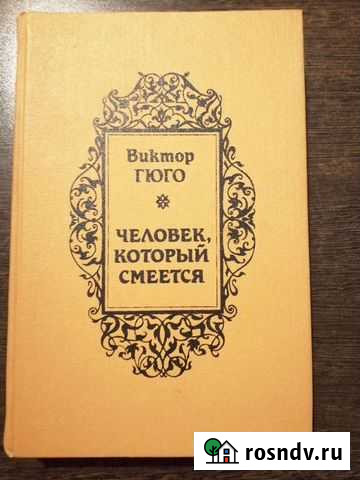 Виктор
ГЮГО
ЧЕЛОВЕК,
КОТОРЫЙ
СМЕЕТСЯ
rosndv.ru